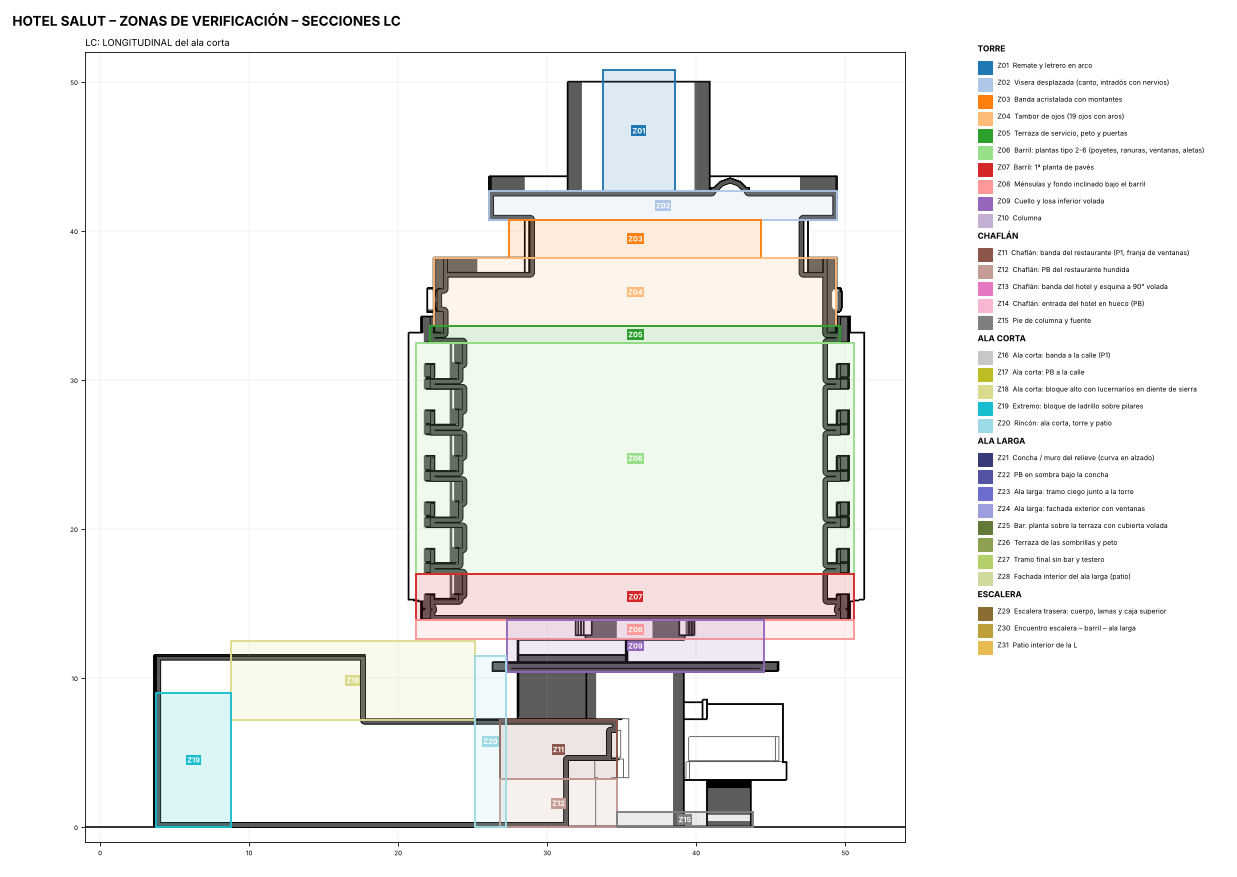 HOTEL SALUT – ZONAS DE VERIFICACIÓN – SECCIONES LC
LC: LONGITUDINAL del ala corta
50
40
30
20
10
0
0
10
20
30
40
50
Z01
Z02
Z03
Z04
Z05
Z06
Z07
Z08
Z09
Z18
Z20
Z11
Z19
Z12
Z15
TORRE
Z01 Remate y letrero en arco
Z02 Visera desplazada (canto, intradós con nervios)
Z03 Banda acristalada con montantes
Z04 Tambor de ojos (19 ojos con aros)
Z05 Terraza de servicio, peto y puertas
Z06 Barril: plantas tipo 2-6 (poyetes, ranuras, ventanas, aletas)
Z07 Barril: 1ª planta de pavés
Z08 Ménsulas y fondo inclinado bajo el barril
Z09 Cuello y losa inferior volada
Z10 Columna
CHAFLÁN
Z11 Chaflán: banda del restaurante (P1, franja de ventanas)
Z12 Chaflán: PB del restaurante hundida
Z13 Chaflán: banda del hotel y esquina a 90° volada
Z14 Chaflán: entrada del hotel en hueco (PB)
Z15 Pie de columna y fuente
ALA CORTA
Z16 Ala corta: banda a la calle (P1)
Z17 Ala corta: PB a la calle
Z18 Ala corta: bloque alto con lucernarios en diente de sierra
Z19 Extremo: bloque de ladrillo sobre pilares
Z20 Rincón: ala corta, torre y patio
ALA LARGA
Z21 Concha / muro del relieve (curva en alzado)
Z22 PB en sombra bajo la concha
Z23 Ala larga: tramo ciego junto a la torre
Z24 Ala larga: fachada exterior con ventanas
Z25 Bar: planta sobre la terraza con cubierta volada
Z26 Terraza de las sombrillas y peto
Z27 Tramo final sin bar y testero
Z28 Fachada interior del ala larga (patio)
ESCALERA
Z29 Escalera trasera: cuerpo, lamas y caja superior
Z30 Encuentro escalera – barril – ala larga
Z31 Patio interior de la L